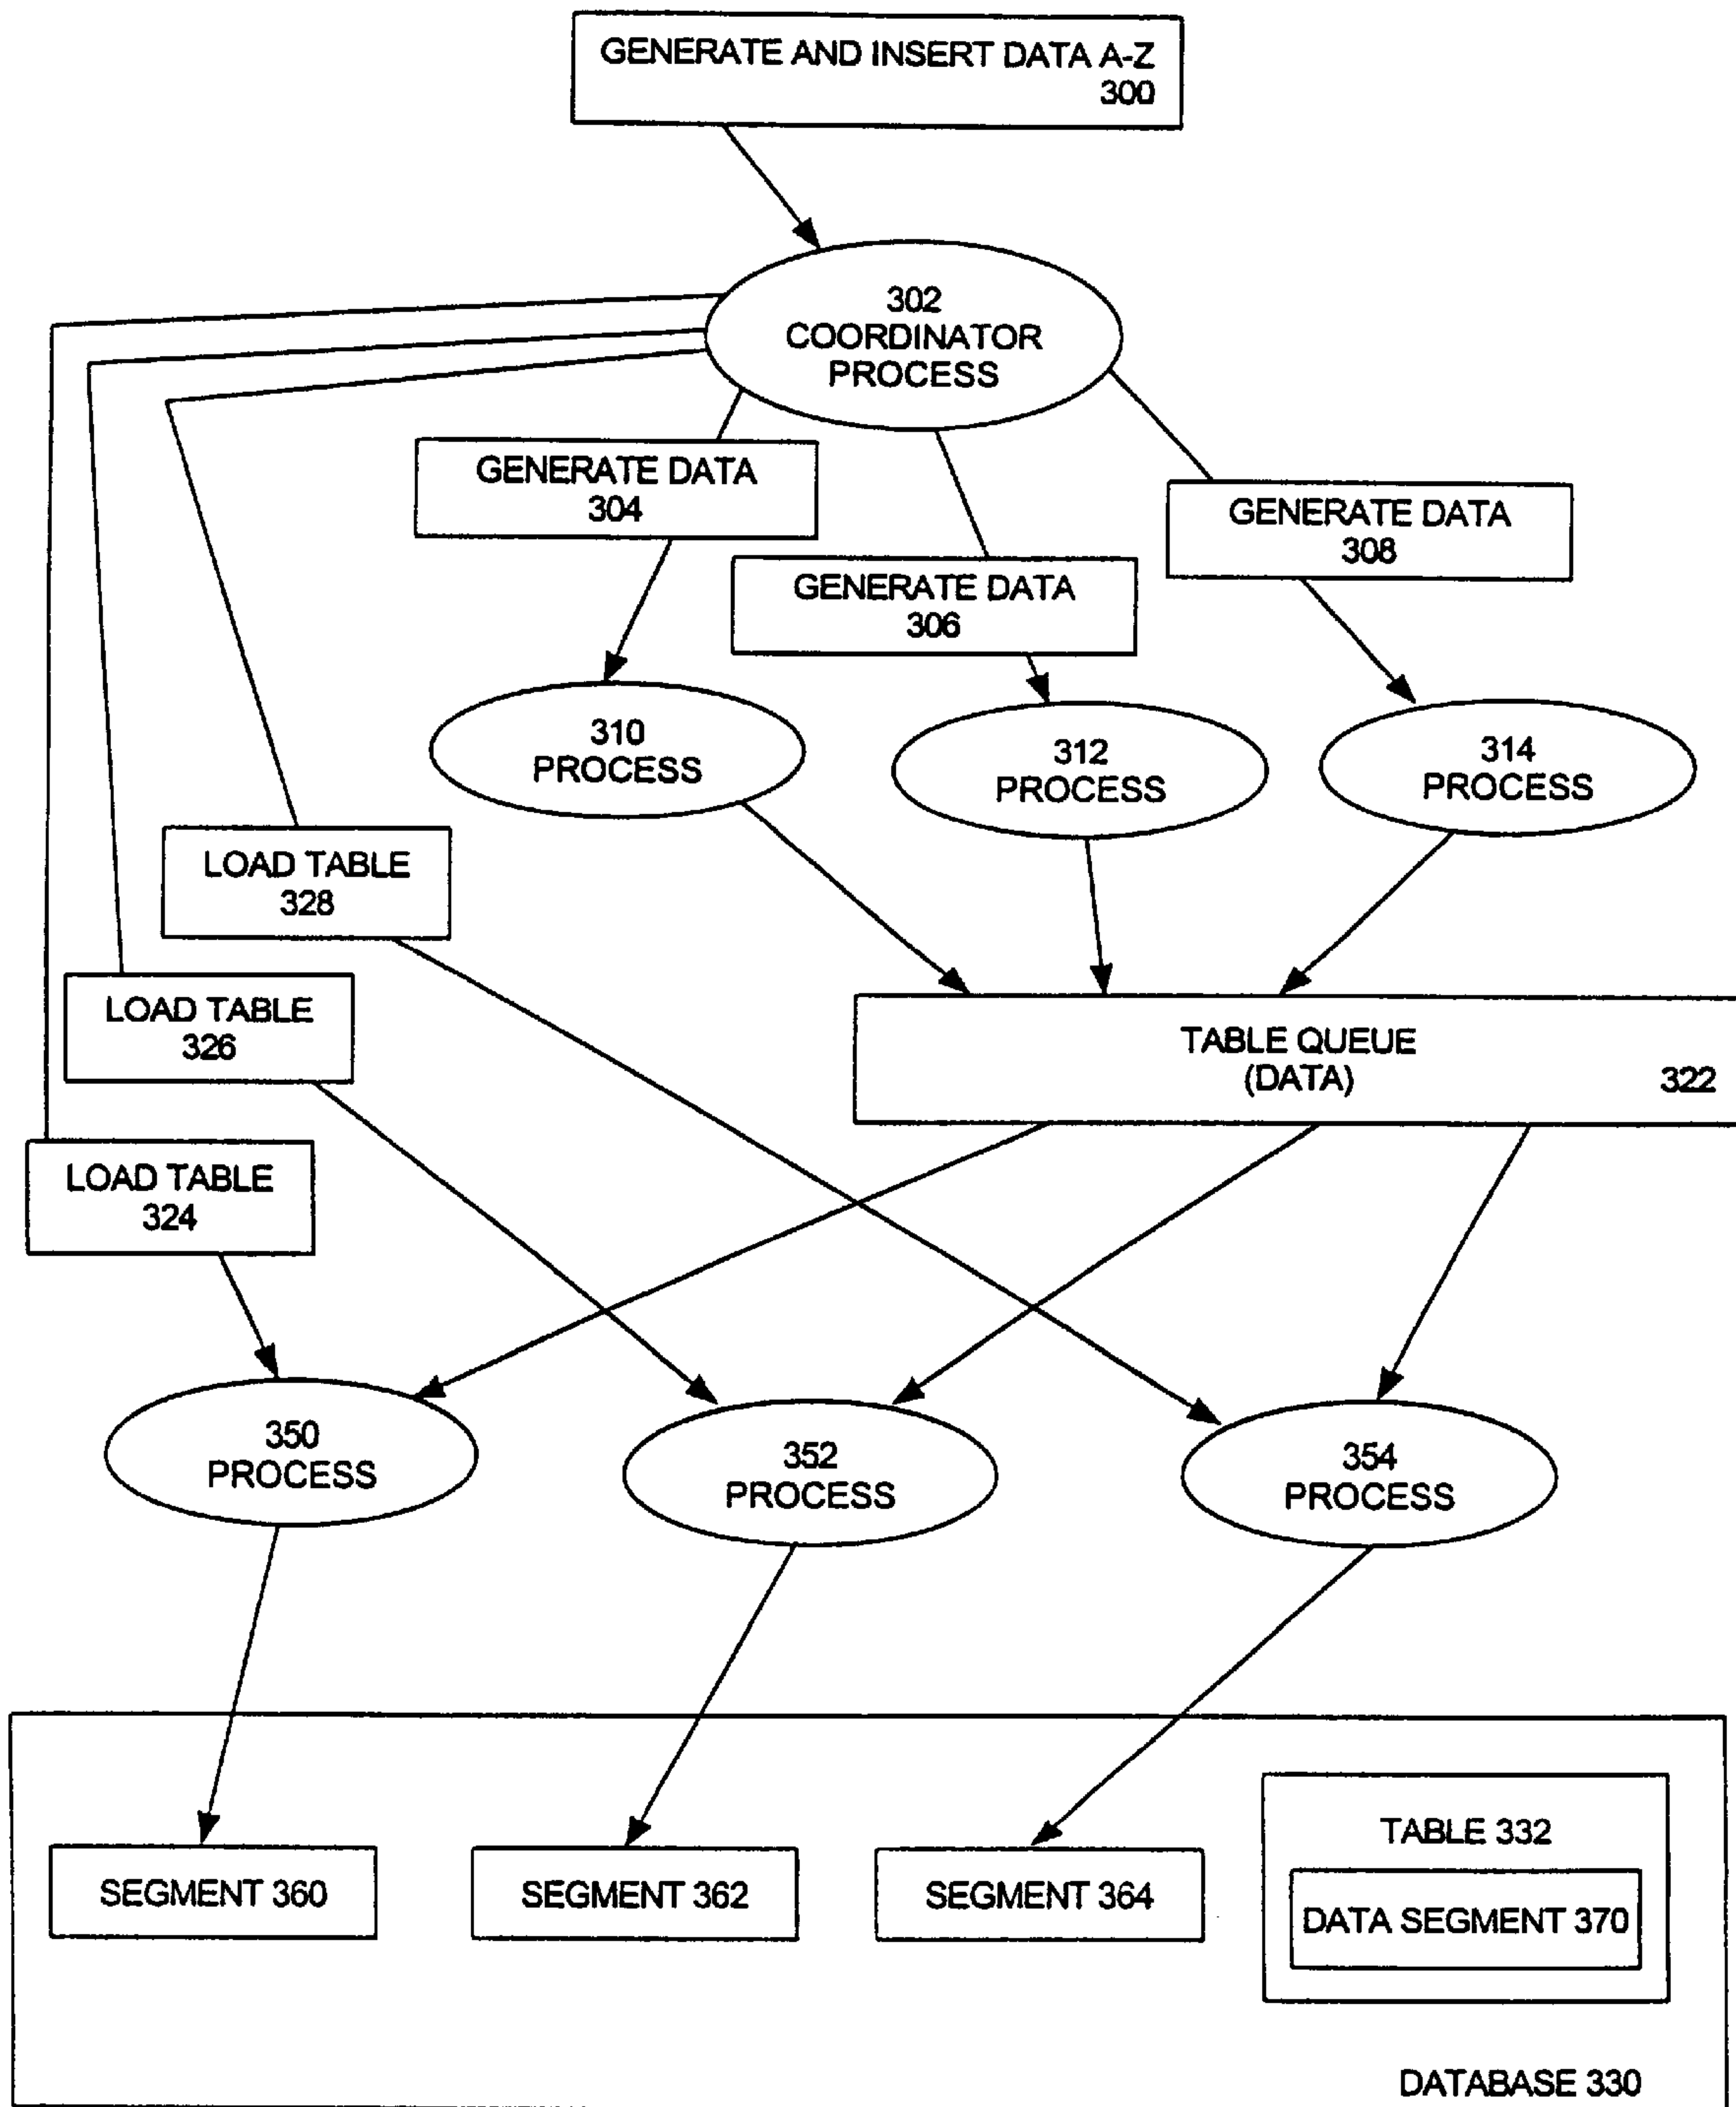 GENERATE AND INSERT DATA A-Z
300
302
COORDINATOR
PROCESS
GENERATE DATA
304
GENERATE DATA
308
GENERATE DATA
306
310
PROCESS
312
PROCESS
314
PROCESS
LOAD TABLE
328
LOAD TABLE
326
TABLE QUEUE
(DATA)
322
LOAD TABLE
324
350
PROCESS
352
PROCESS
354
PROCESS
TABLE 332
SEGMENT 360
SEGMENT 362
SEGMENT 364
DATA SEGMENT 370
DATABASE 330